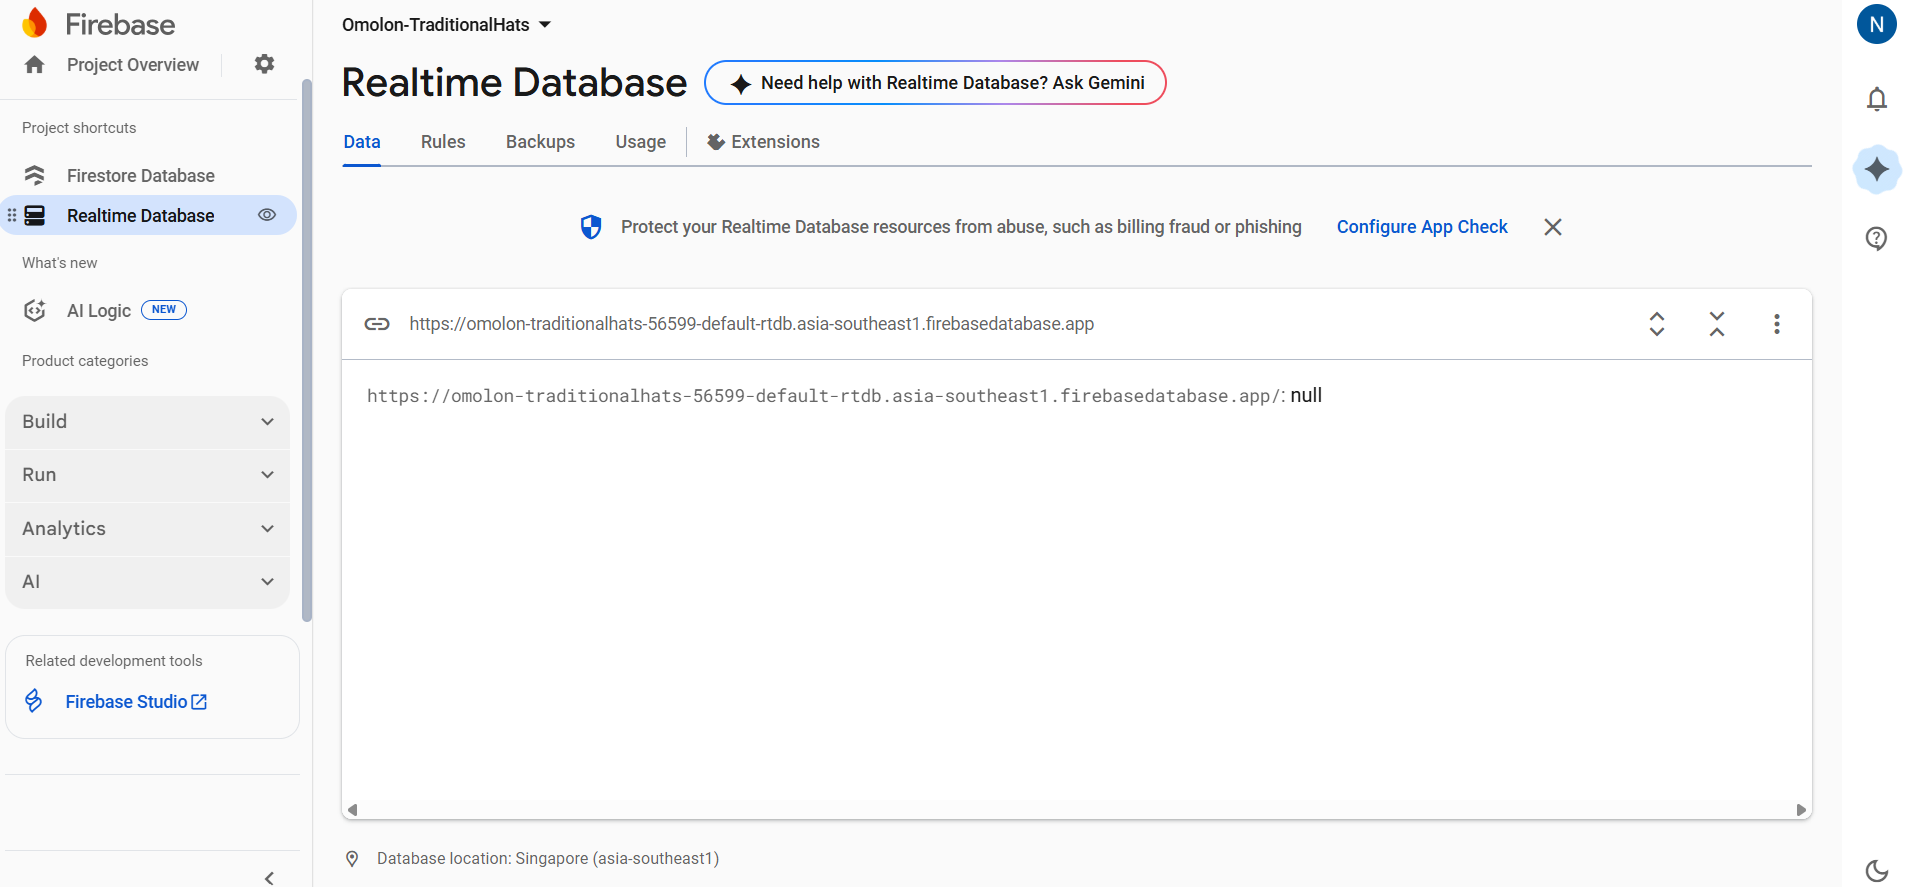 Firebase
Project Overview
Project shortcuts
Firestore Database
Realtime Database
What's new
AI Logic NEW
Product categories
Build
Run
Analytics
AI
Related development tools
Firebase Studio
Omolon-TraditionalHats
Realtime Database
Need help with Realtime Database? Ask Gemini
Data Rules Backups Usage Extensions
Protect your Realtime Database resources from abuse, such as billing fraud or phishing Configure App Check
https://omolon-traditionalhats-56599-default-rtdb.asia-southeast1.firebasedatabase.app
https://omolon-traditionalhats-56599-default-rtdb.asia-southeast1.firebasedatabase.app/: null
Database location: Singapore (asia-southeast1)
N